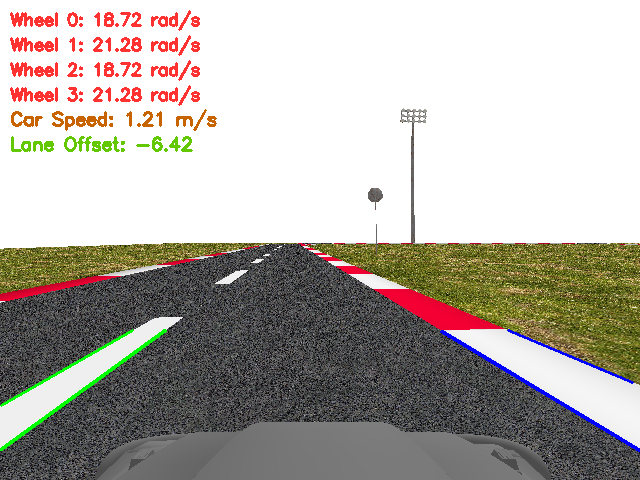 Wheel 0: 18.72 rad/s
Wheel 1: 21.28 rad/s
Wheel 2: 18.72 rad/s
Wheel 3: 21.28 rad/s
Car Speed: 1.21 m/s
Lane Offset: -6.42